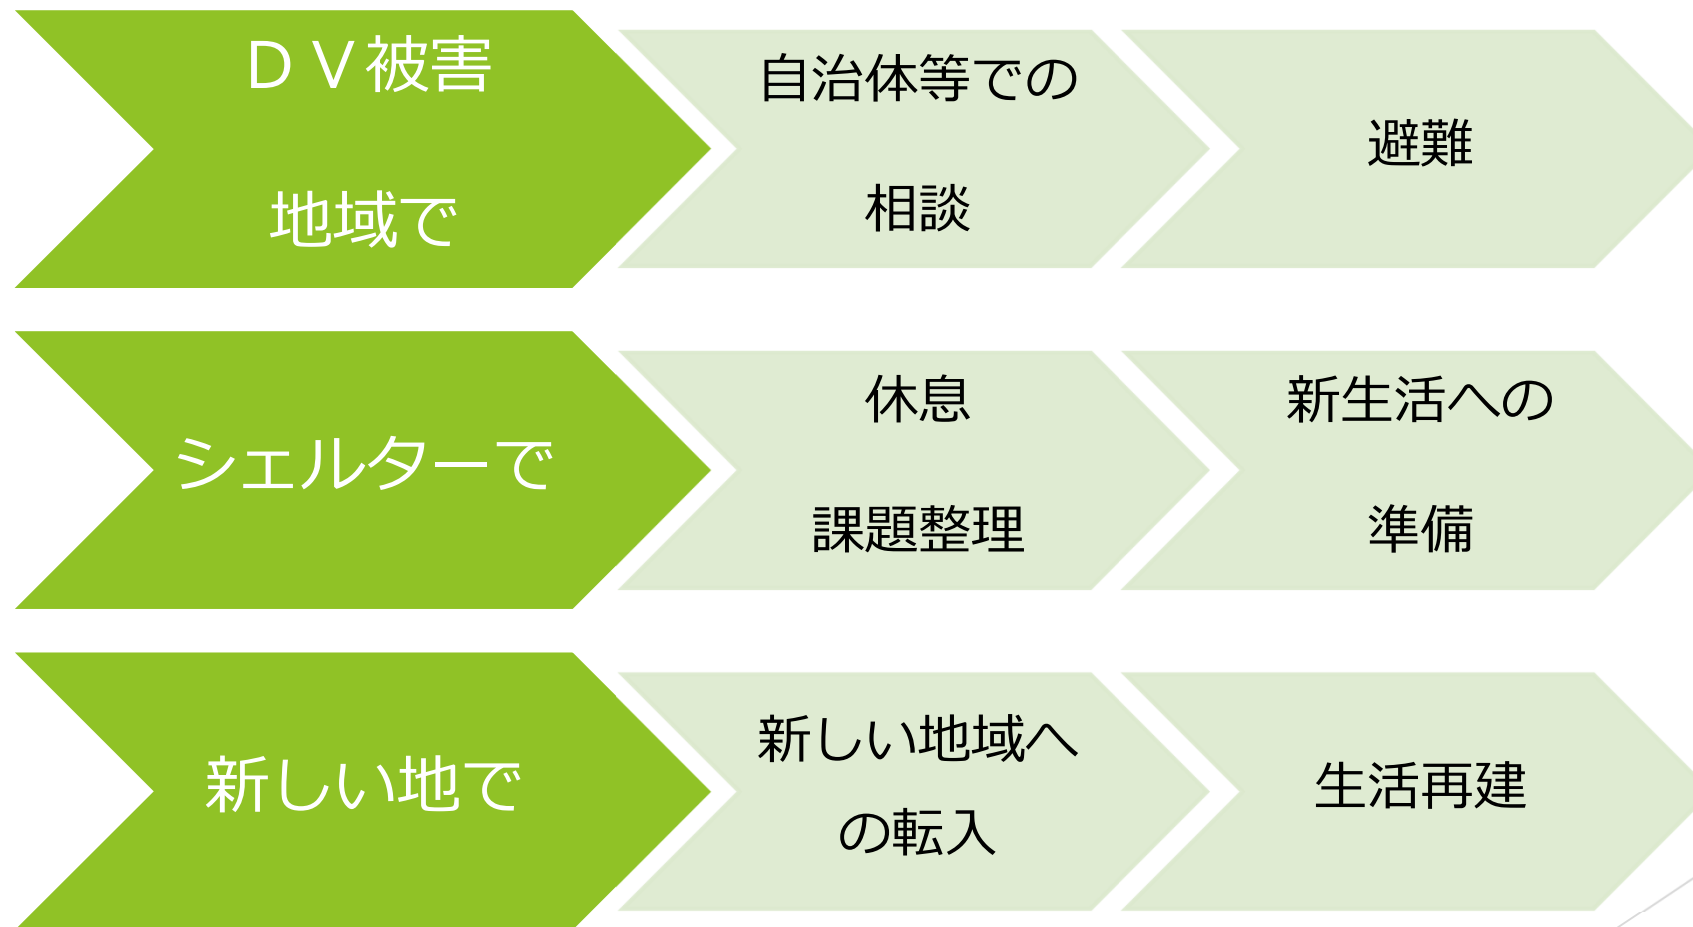 ＤＶ被害
地域で
自治体等での
相談
避難
シェルターで
休息
課題整理
新生活への
準備
新しい地で
新しい地域へ
の転入
生活再建